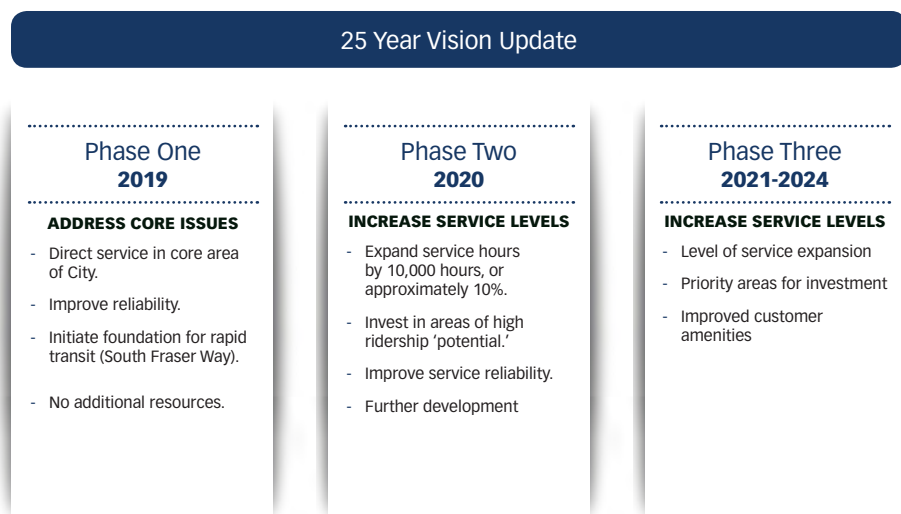 25 Year Vision Update
Phase One
2019
ADDRESS CORE ISSUES
- Direct service in core area
of City.
- Improve reliability.
- Initiate foundation for rapid
transit (South Fraser Way).
- No additional resources.
Phase Two
2020
INCREASE SERVICE LEVELS
- Expand service hours
by 10,000 hours, or
approximately 10%.
- Invest in areas of high
ridership ‘potential.’
- Improve service reliability.
- Further development
Phase Three
2021-2024
INCREASE SERVICE LEVELS
- Level of service expansion
- Priority areas for investment
- Improved customer
amenities